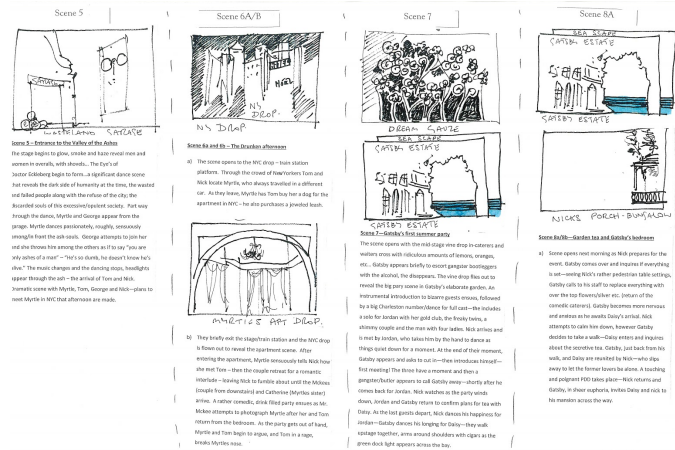 Scene 5
GARAGE
WASTELAND GARAGE
Scene 5 – Entrance to the Valley of the Ashes
The stage begins to glow, smoke and haze reveal men and
women in overalls, with shovels... The Eye's of
Doctor Eckleberg begin to form...a significant dance scene
that reveals the dark side of humanity at the time, the wasted
and failed people along with the refuse of the city; the
discarded souls of this excessive/opulent society. Part way
through the dance, Myrtle and George appear from the
garage. Myrtle dances passionately, roughly, sensuously
among/in front the ash souls. George attempts to join her
and she throws him among the others as if to say "you are
only ashes of a man" – "He's so dumb, he doesn't know he's
alive." The music changes and the dancing stops, headlights
appear through the ash – the arrival of Tom and Nick.
Dramatic scene with Myrtle, Tom, George and Nick—plans to
meet Myrtle in NYC that afternoon are made.
Scene 6A/B
HOTEL
NY DROP.
NY DROP.
Scene 6a and 6b – The Drunken afternoon
a) The scene opens to the NYC drop – train station
platform. Through the crowd of NewYorkers Tom and
Nick locate Myrtle, who always travelled in a different
car. As they leave, Myrtle has Tom buy her a dog for the
apartment in NYC – he also purchases a jeweled leash.
MYRTLES APT DROP.
b) They briefly exit the stage/train station and the NYC drop
is flown out to reveal the apartment scene. After
entering the apartment, Myrtle sensuously tells Nick how
she met Tom – then the couple retreat for a romantic
interlude – leaving Nick to fumble about until the Mckees
(couple from downstairs) and Catherine (Myrtles sister)
arrive. A rather comedic, drink filled party ensues as Mr.
Mckee attempts to photograph Myrtle after her and Tom
return from the bedroom. As the party gets out of hand,
Myrtle and Tom begin to argue, and Tom in a rage,
breaks Myrtles nose.
Scene 7
DREAM GAUZE
SEA SCAPE
GATSBY ESTATE
GATSBY ESTATE
Scene 7—Gatsby's first summer party
The scene opens with the mid-stage vine drop in-caterers and
waiters cross with ridiculous amounts of lemons, oranges,
etc... Gatsby appears briefly to escort gangster bootleggers
with the alcohol, the disappears. The vine drop flies out to
reveal the big party scene in Gatsby's elaborate garden. An
instrumental introduction to bizarre guests ensues, followed
by a big Charleston number/dance for full cast—the includes
a solo for Jordan with her gold club, the freaky twins, a
shimmy couple and the man with four ladies. Nick arrives and
is met by Jordan, who takes him by the hand to dance as
things quiet down for a moment. At the end of their moment,
Gatsby appears and asks to cut in—then introduces himself—
first meeting! The three have a moment and then a
gangster/butler appears to call Gatsby away—shortly after he
comes back for Jordan. Nick watches as the party winds
down, Jordan and Gatsby return to confirm plans for tea with
Daisy. As the last guests depart, Nick dances his happiness for
Jordan—Gatsby dances his longing for Daisy—they walk
upstage together, arms around shoulders with cigars as the
green dock light appears across the bay.
Scene 8A
SEA SCAPE
GATSBY ESTATE
GATSBY ESTATE
NICKS PORCH-BUNGALOW
Scene 8a/8b—Garden tea and Gatsby's bedroom
a) Scene opens next morning as Nick prepares for the
event. Gatsby comes over and inquires if everything
is set—seeing Nick's rather pedestrian table settings,
Gatsby calls to his staff to replace everything with
over the top flowers/silver etc. (return of the
comedic caterers). Gatsby becomes more nervous
and anxious as he awaits Daisy's arrival. Nick
attempts to calm him down, however Gatsby
decides to take a walk—Daisy enters and inquires
about the secretive tea. Gatsby, just back from his
walk, and Daisy are reunited by Nick—who slips
away to let the former lovers be alone. A touching
and poignant PDD takes place—Nick returns and
Gatsby, in sheer euphoria, invites Daisy and nick to
his mansion across the way.